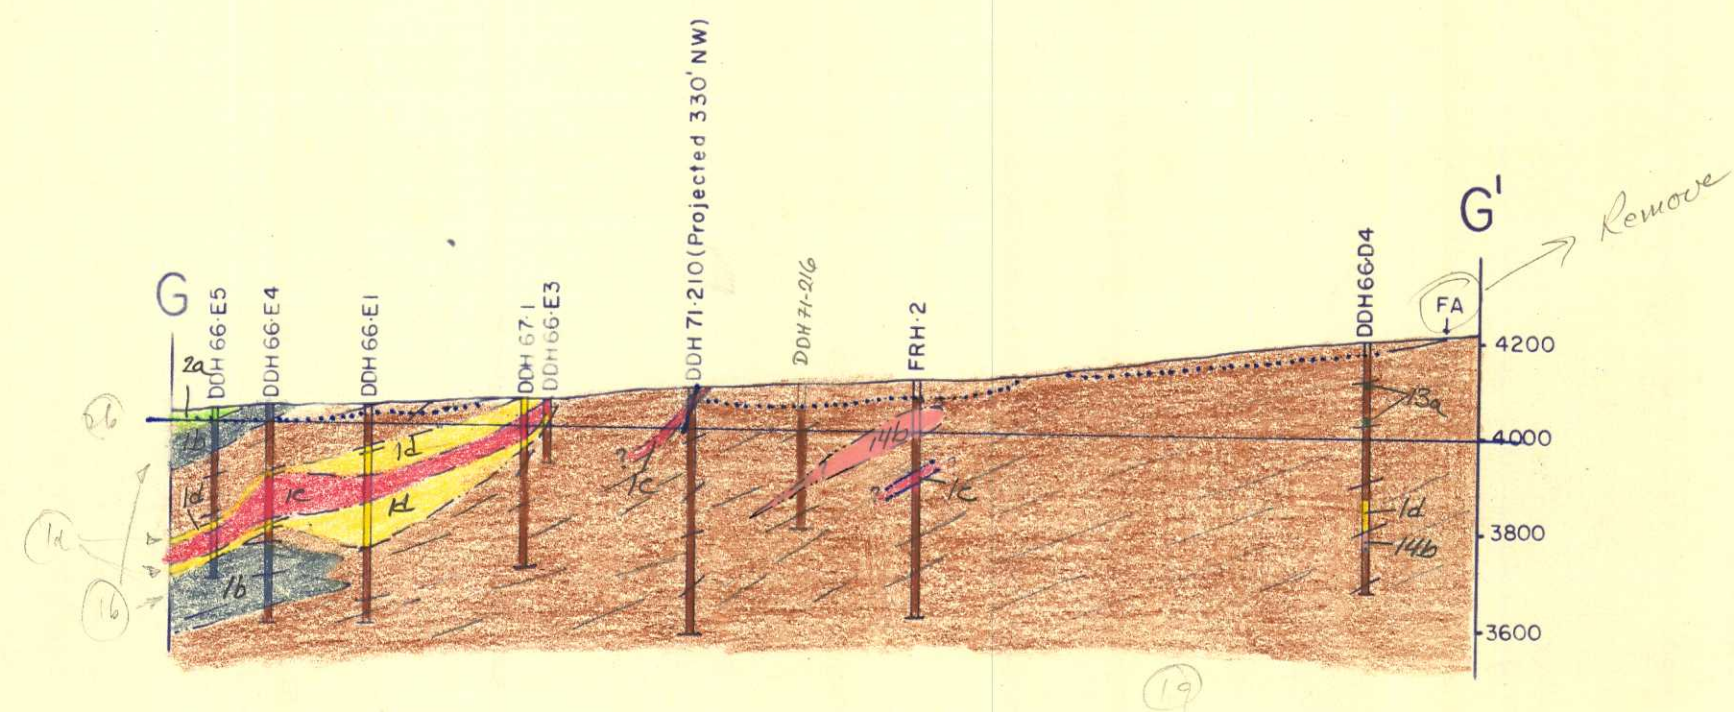 G
DDH 66-E5
DDH 66-E4
DDH 66-E1
DDH 67-1
DDH 66-E3
DDH 71-210 (Projected 330' NW)
DDH 71-216
FRH-2
DDH 66-D4
FA
G'
Remove
2a
1b
1d
1c
1d
1d
1b
1d
1b
?
1c
14b
?
?
1c
13a
1d
14b
1a
4200
4000
3800
3600